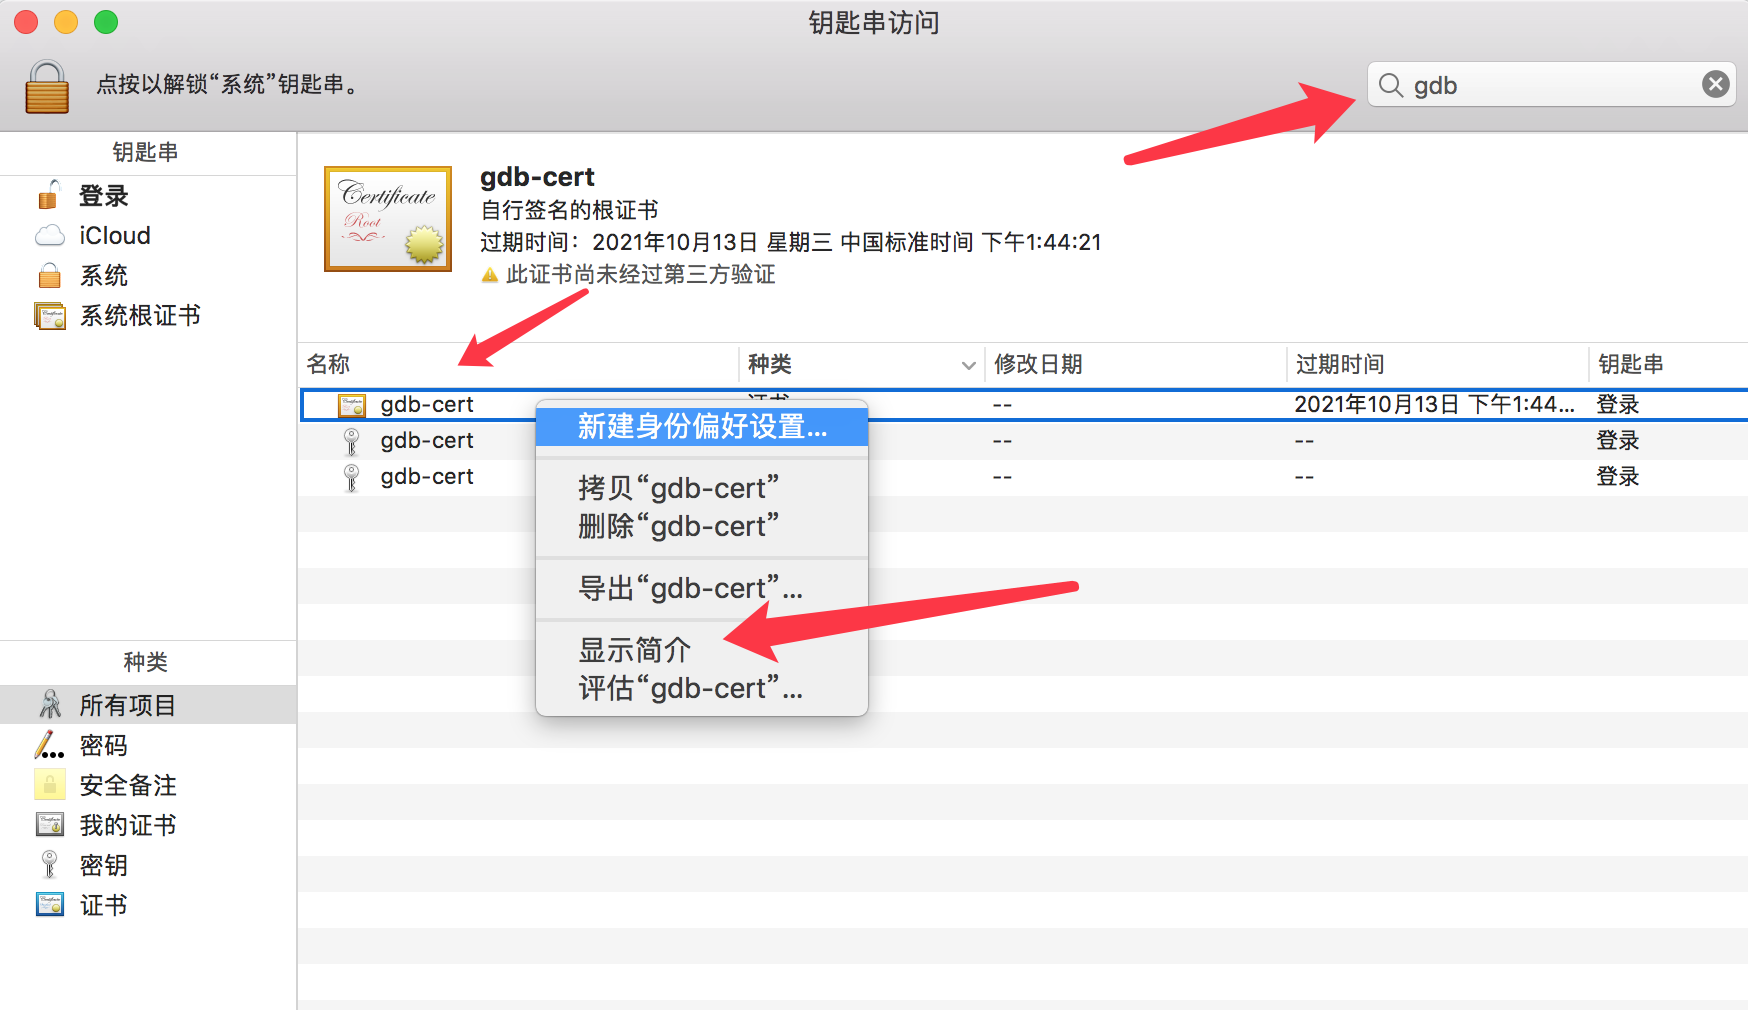 钥匙串访问
点按以解锁“系统”钥匙串。
gdb
钥匙串
登录
iCloud
系统
系统根证书
Certificate
Root
gdb-cert
自行签名的根证书
过期时间：2021年10月13日 星期三 中国标准时间 下午1:44:21
此证书尚未经过第三方验证
名称 种类 修改日期 过期时间 钥匙串
gdb-cert 证书 -- 2021年10月13日 下午1:44... 登录
gdb-cert -- -- 登录
gdb-cert -- -- 登录
新建身份偏好设置...
拷贝“gdb-cert”
删除“gdb-cert”
导出“gdb-cert”...
显示简介
评估“gdb-cert”...
种类
所有项目
密码
安全备注
我的证书
密钥
证书